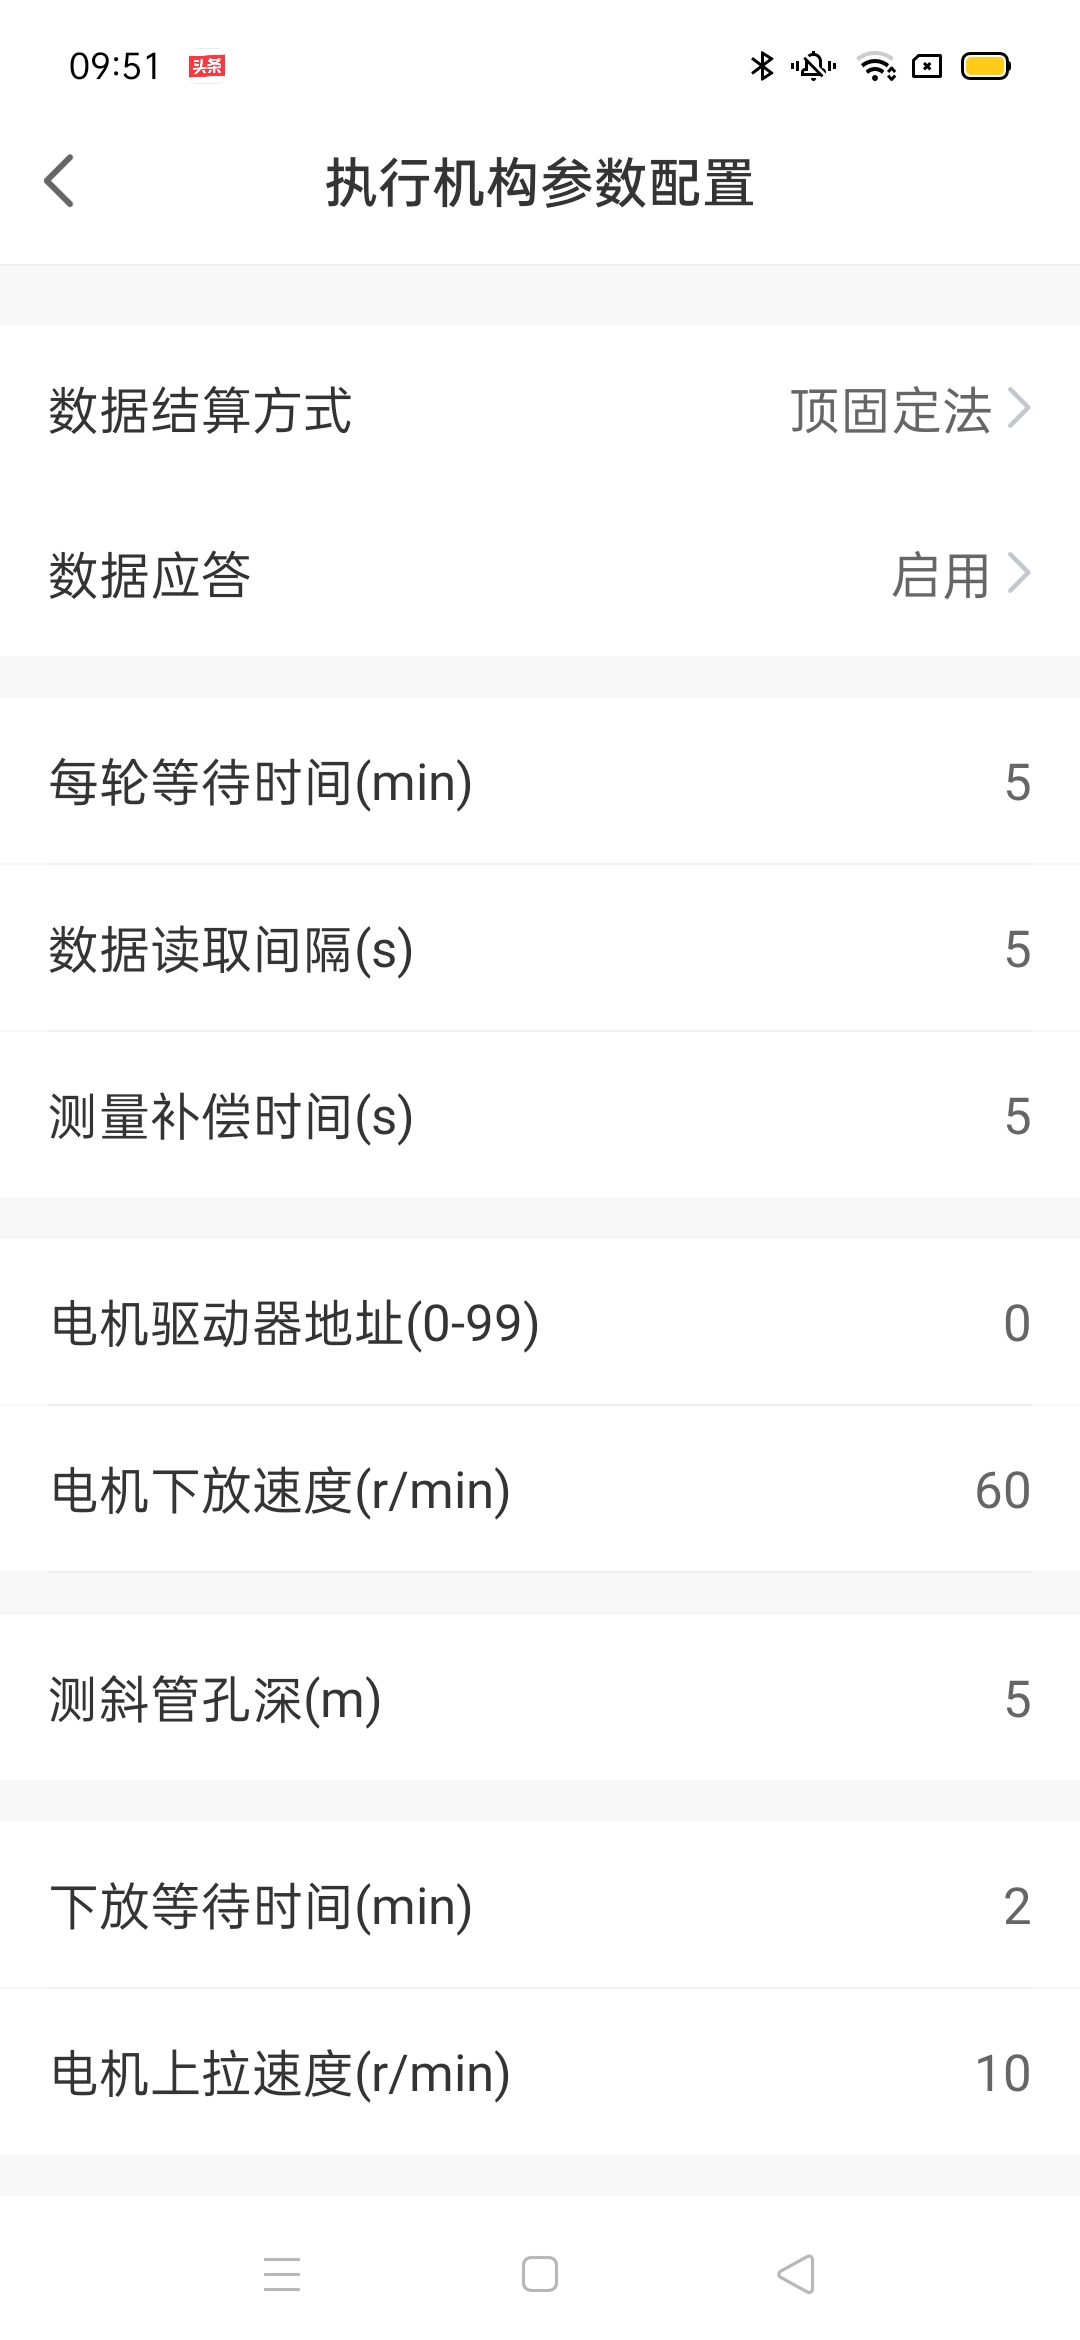 09:51 头条
执行机构参数配置
数据结算方式 顶固定法
数据应答 启用
每轮等待时间(min) 5
数据读取间隔(s) 5
测量补偿时间(s) 5
电机驱动器地址(0-99) 0
电机下放速度(r/min) 60
测斜管孔深(m) 5
下放等待时间(min) 2
电机上拉速度(r/min) 10